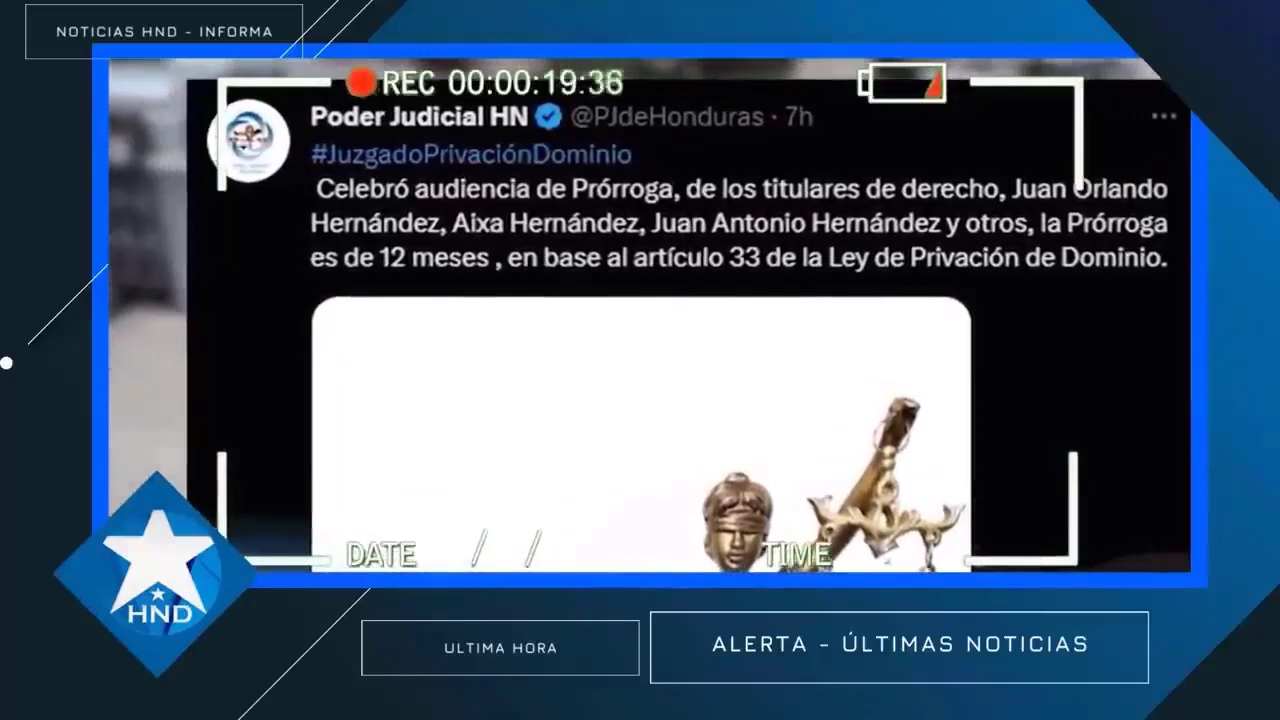 NOTICIAS HND - INFORMA
REC 00:00:19:36
Poder Judicial HN @PJdeHonduras · 7h
#JuzgadoPrivaciónDominio
Celebró audiencia de Prórroga, de los titulares de derecho, Juan Orlando
Hernández, Aixa Hernández, Juan Antonio Hernández y otros, la Prórroga
es de 12 meses , en base al artículo 33 de la Ley de Privación de Dominio.
DATE / / TIME
HND
ULTIMA HORA
ALERTA - ÚLTIMAS NOTICIAS